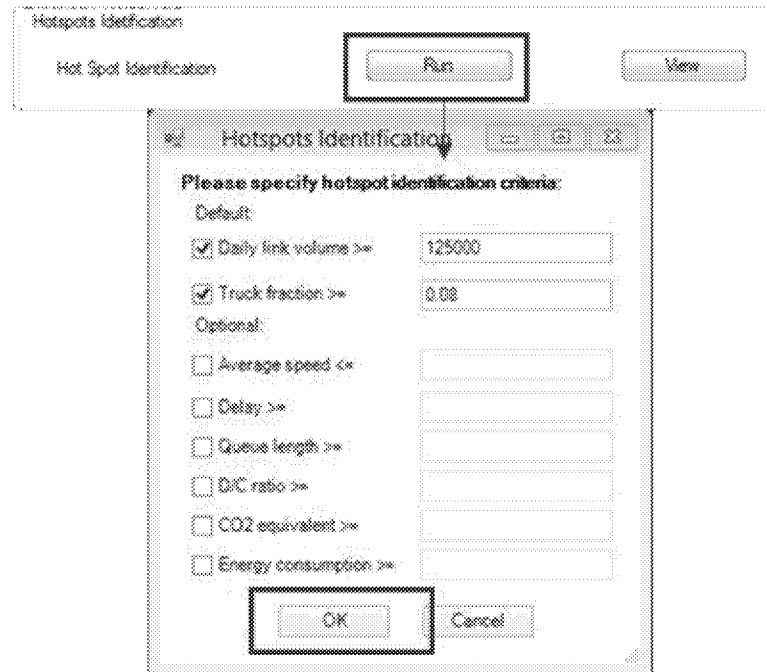 Hotspots Idetification
Hot Spot Identification
Run
View
Hotspots Identification
Please specify hotspot identification criteria:
Default:
Daily link volume >= 125000
Truck fraction >= 0.08
Optional:
Average speed <=
Delay >=
Queue length >=
D/C ratio >=
CO2 equivalent >=
Energy consumption >=
OK Cancel